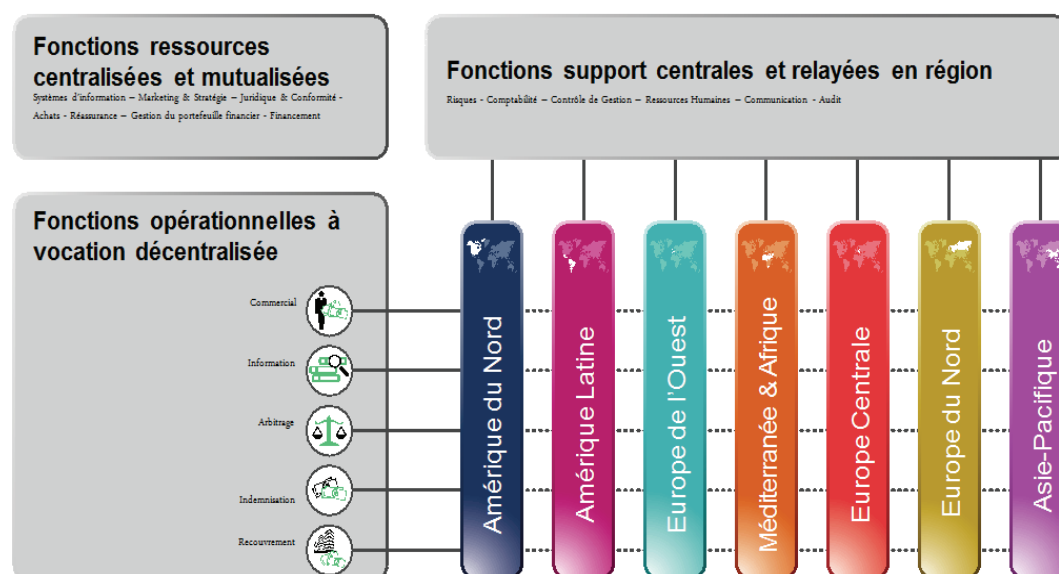 Fonctions ressources
centralisées et mutualisées
Systèmes d'information – Marketing & Stratégie – Juridique & Conformité -
Achats - Réassurance – Gestion du portefeuille financier - Financement
Fonctions support centrales et relayées en région
Risques - Comptabilité – Contrôle de Gestion – Ressources Humaines – Communication - Audit
Fonctions opérationnelles à
vocation décentralisée
Commercial
Information
Arbitrage
Indemnisation
Recouvrement
Amérique du Nord
Amérique Latine
Europe de l'Ouest
Méditerranée & Afrique
Europe Centrale
Europe du Nord
Asie-Pacifique